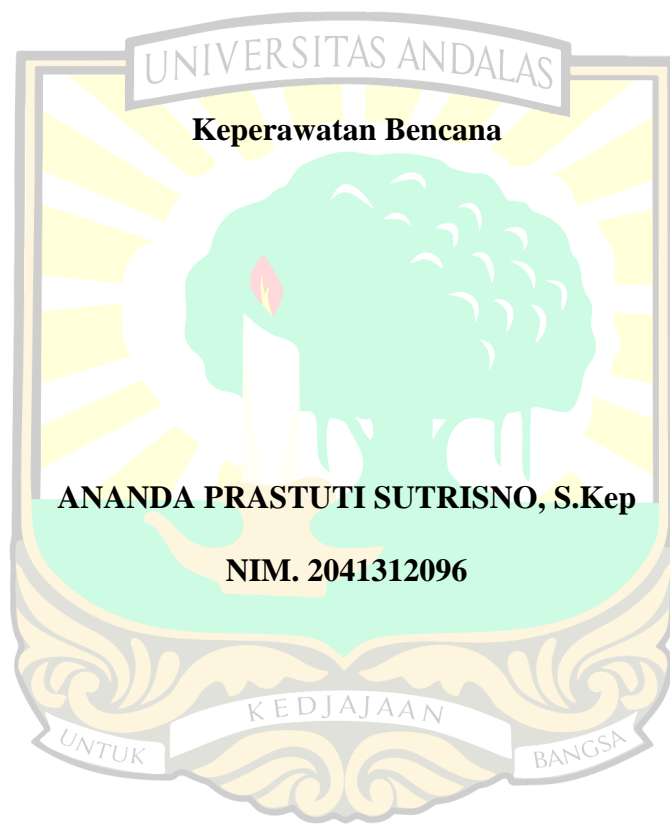 UNIVERSITAS ANDALAS
Keperawatan Bencana
ANANDA PRASTUTI SUTRISNO, S.Kep
NIM. 2041312096
UNTUK KEDJAJAAN BANGSA